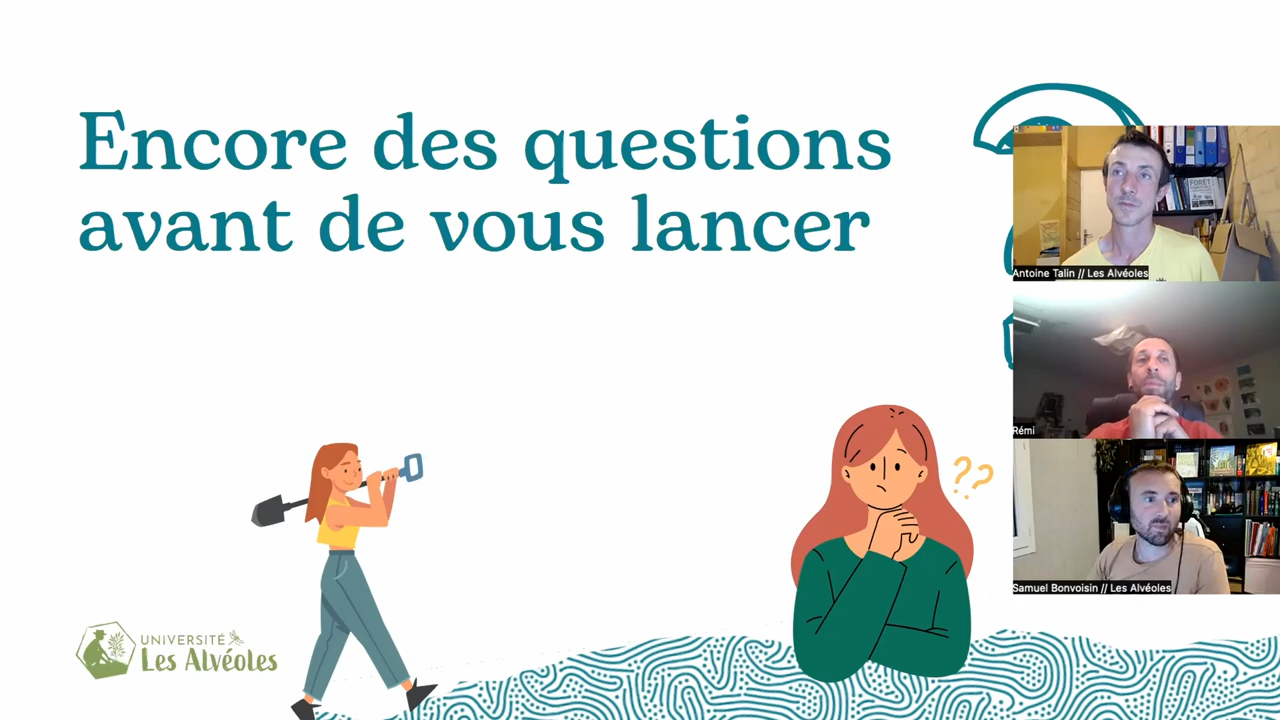 Encore des questions
avant de vous lancer
??
Antoine Talin // Les Alvéoles
FORÊT
Rémi
Samuel Bonvoisin // Les Alvéoles
UNIVERSITÉ
Les Alvéoles